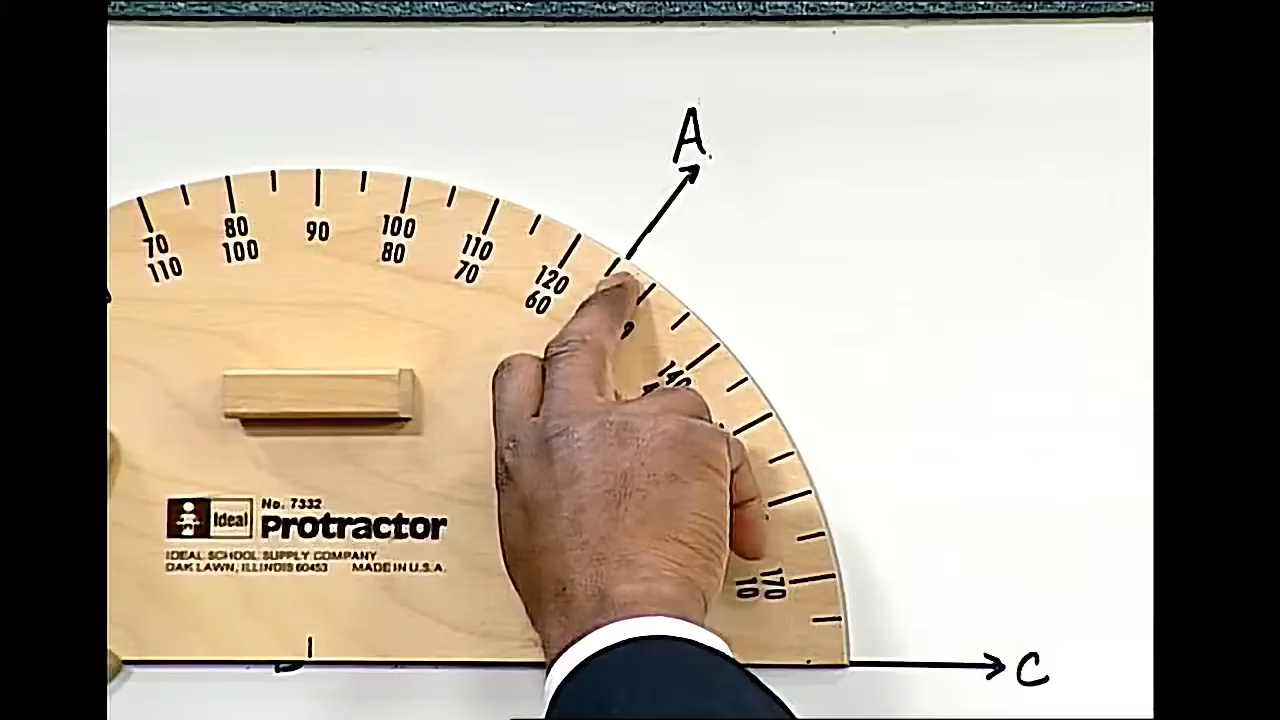 A
70 80 90 100 110 120
110 100 80 70 60
140
170
10
No. 7332
Ideal Protractor
IDEAL SCHOOL SUPPLY COMPANY
OAK LAWN, ILLINOIS 60453 MADE IN U.S.A.
C